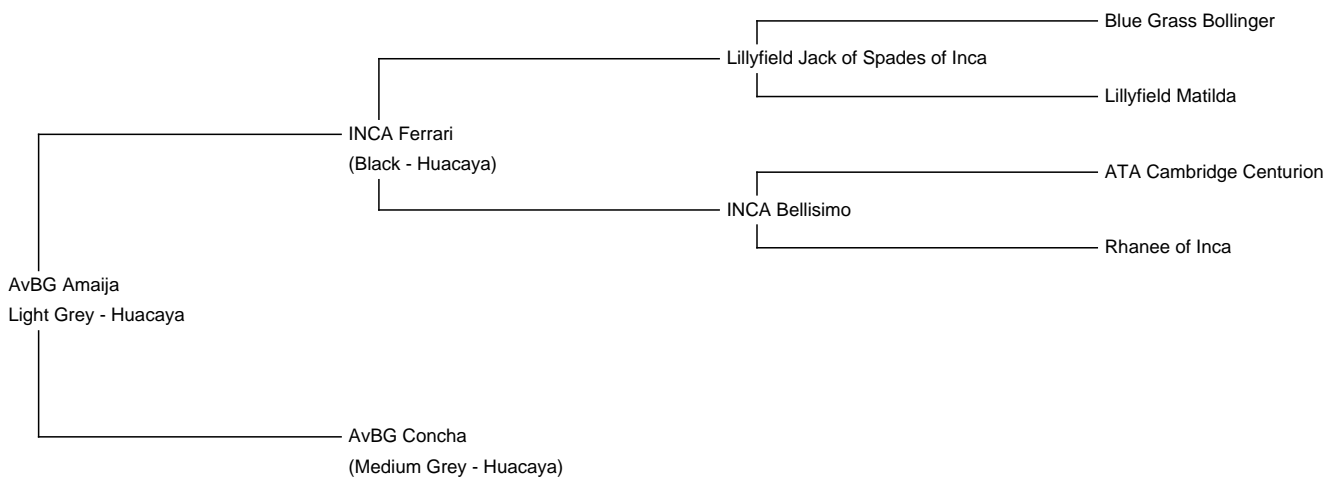 Blue Grass Bollinger
Lillyfield Jack of Spades of Inca
Lillyfield Matilda
INCA Ferrari
(Black - Huacaya)
ATA Cambridge Centurion
INCA Bellisimo
Rhanee of Inca
AvBG Amaija
Light Grey - Huacaya
AvBG Concha
(Medium Grey - Huacaya)